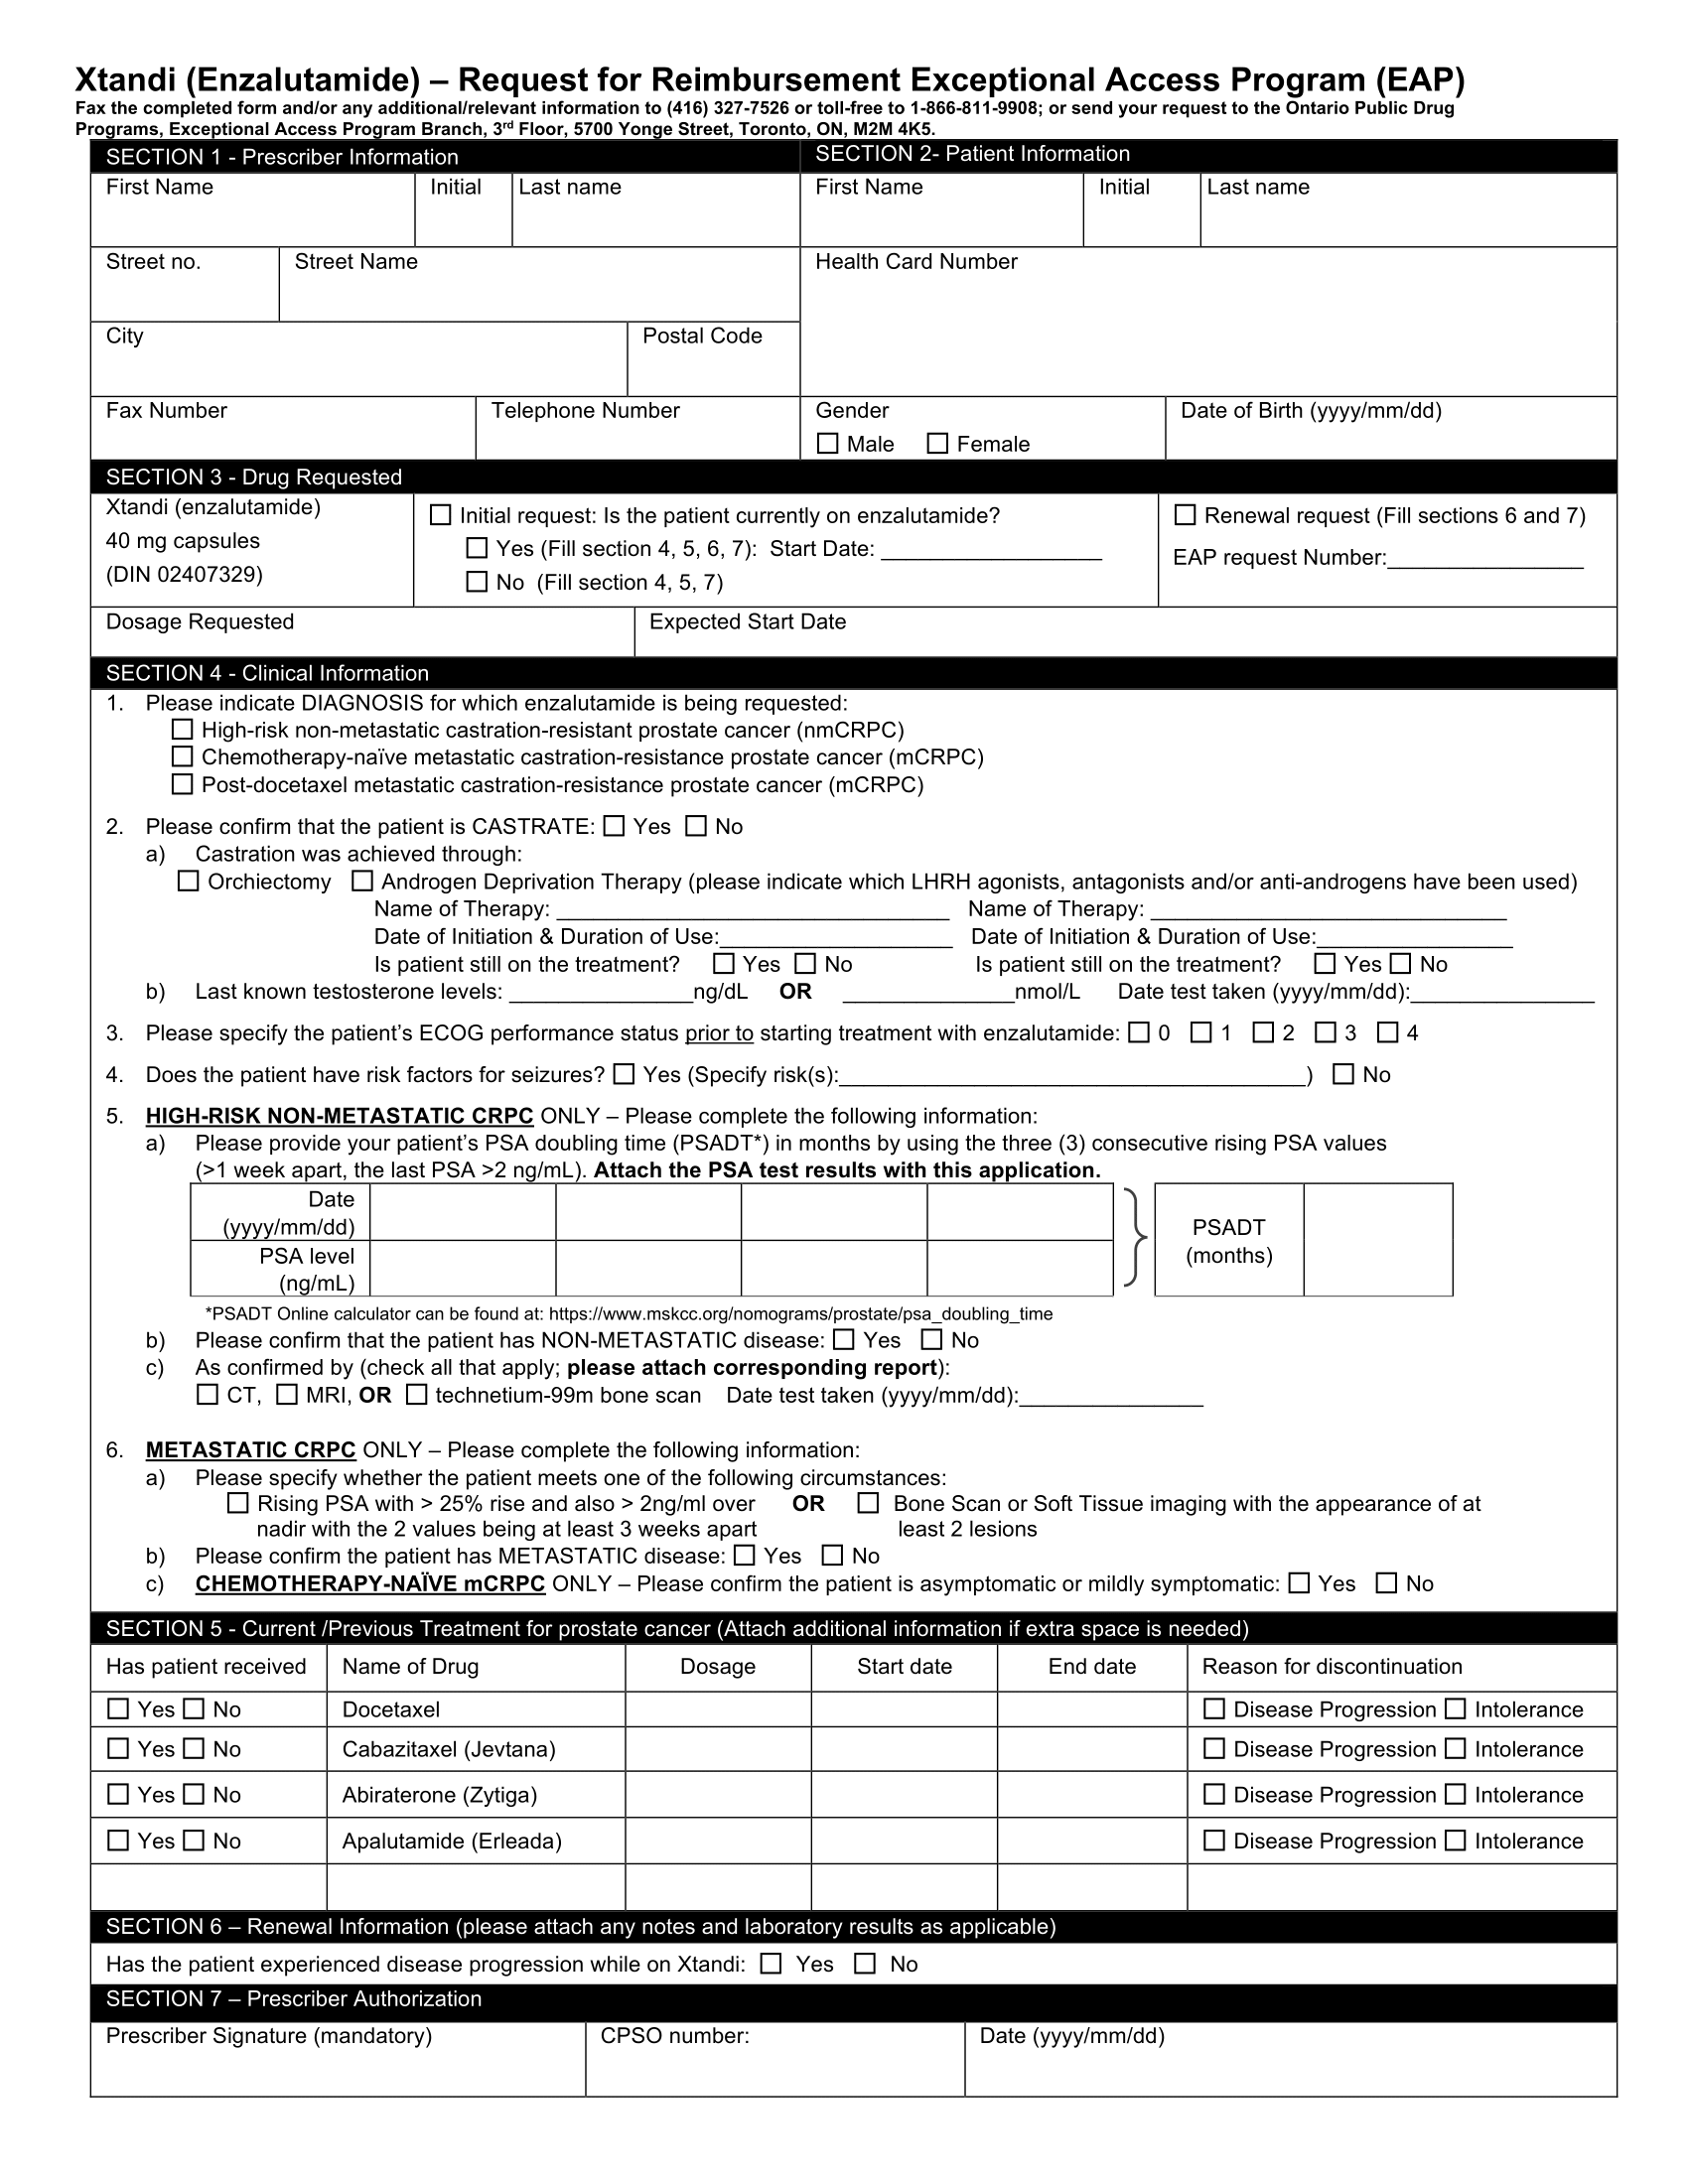 Xtandi (Enzalutamide) – Request for Reimbursement Exceptional Access Program (EAP)
Fax the completed form and/or any additional/relevant information to (416) 327-7526 or toll-free to 1-866-811-9908; or send your request to the Ontario Public Drug
Programs, Exceptional Access Program Branch, 3rd Floor, 5700 Yonge Street, Toronto, ON, M2M 4K5.
SECTION 1 - Prescriber Information
SECTION 2- Patient Information
First Name Initial Last name
First Name Initial Last name
Street no. Street Name
Health Card Number
City Postal Code
Fax Number Telephone Number
Gender
☐ Male ☐ Female
Date of Birth (yyyy/mm/dd)
SECTION 3 - Drug Requested
Xtandi (enzalutamide)
40 mg capsules
(DIN 02407329)
☐ Initial request: Is the patient currently on enzalutamide?
☐ Yes (Fill section 4, 5, 6, 7): Start Date: __________________
☐ No (Fill section 4, 5, 7)
☐ Renewal request (Fill sections 6 and 7)
EAP request Number:________________
Dosage Requested Expected Start Date
SECTION 4 - Clinical Information
1. Please indicate DIAGNOSIS for which enzalutamide is being requested:
☐ High-risk non-metastatic castration-resistant prostate cancer (nmCRPC)
☐ Chemotherapy-naïve metastatic castration-resistance prostate cancer (mCRPC)
☐ Post-docetaxel metastatic castration-resistance prostate cancer (mCRPC)
2. Please confirm that the patient is CASTRATE: ☐ Yes ☐ No
a) Castration was achieved through:
☐ Orchiectomy ☐ Androgen Deprivation Therapy (please indicate which LHRH agonists, antagonists and/or anti-androgens have been used)
Name of Therapy: ________________________________ Name of Therapy: _____________________________
Date of Initiation & Duration of Use:___________________ Date of Initiation & Duration of Use:________________
Is patient still on the treatment? ☐ Yes ☐ No Is patient still on the treatment? ☐ Yes ☐ No
b) Last known testosterone levels: _______________ng/dL OR ______________nmol/L Date test taken (yyyy/mm/dd):_______________
3. Please specify the patient’s ECOG performance status prior to starting treatment with enzalutamide: ☐ 0 ☐ 1 ☐ 2 ☐ 3 ☐ 4
4. Does the patient have risk factors for seizures? ☐ Yes (Specify risk(s):______________________________________) ☐ No
5. HIGH-RISK NON-METASTATIC CRPC ONLY – Please complete the following information:
a) Please provide your patient’s PSA doubling time (PSADT*) in months by using the three (3) consecutive rising PSA values
(>1 week apart, the last PSA >2 ng/mL). Attach the PSA test results with this application.
Date
(yyyy/mm/dd)
PSA level
(ng/mL)
PSADT
(months)
*PSADT Online calculator can be found at: https://www.mskcc.org/nomograms/prostate/psa_doubling_time
b) Please confirm that the patient has NON-METASTATIC disease: ☐ Yes ☐ No
c) As confirmed by (check all that apply; please attach corresponding report):
☐ CT, ☐ MRI, OR ☐ technetium-99m bone scan Date test taken (yyyy/mm/dd):_______________
6. METASTATIC CRPC ONLY – Please complete the following information:
a) Please specify whether the patient meets one of the following circumstances:
☐ Rising PSA with > 25% rise and also > 2ng/ml over OR ☐ Bone Scan or Soft Tissue imaging with the appearance of at
nadir with the 2 values being at least 3 weeks apart least 2 lesions
b) Please confirm the patient has METASTATIC disease: ☐ Yes ☐ No
c) CHEMOTHERAPY-NAÏVE mCRPC ONLY – Please confirm the patient is asymptomatic or mildly symptomatic: ☐ Yes ☐ No
SECTION 5 - Current /Previous Treatment for prostate cancer (Attach additional information if extra space is needed)
Has patient received Name of Drug Dosage Start date End date Reason for discontinuation
☐ Yes ☐ No Docetaxel ☐ Disease Progression ☐ Intolerance
☐ Yes ☐ No Cabazitaxel (Jevtana) ☐ Disease Progression ☐ Intolerance
☐ Yes ☐ No Abiraterone (Zytiga) ☐ Disease Progression ☐ Intolerance
☐ Yes ☐ No Apalutamide (Erleada) ☐ Disease Progression ☐ Intolerance
SECTION 6 – Renewal Information (please attach any notes and laboratory results as applicable)
Has the patient experienced disease progression while on Xtandi: ☐ Yes ☐ No
SECTION 7 – Prescriber Authorization
Prescriber Signature (mandatory) CPSO number: Date (yyyy/mm/dd)